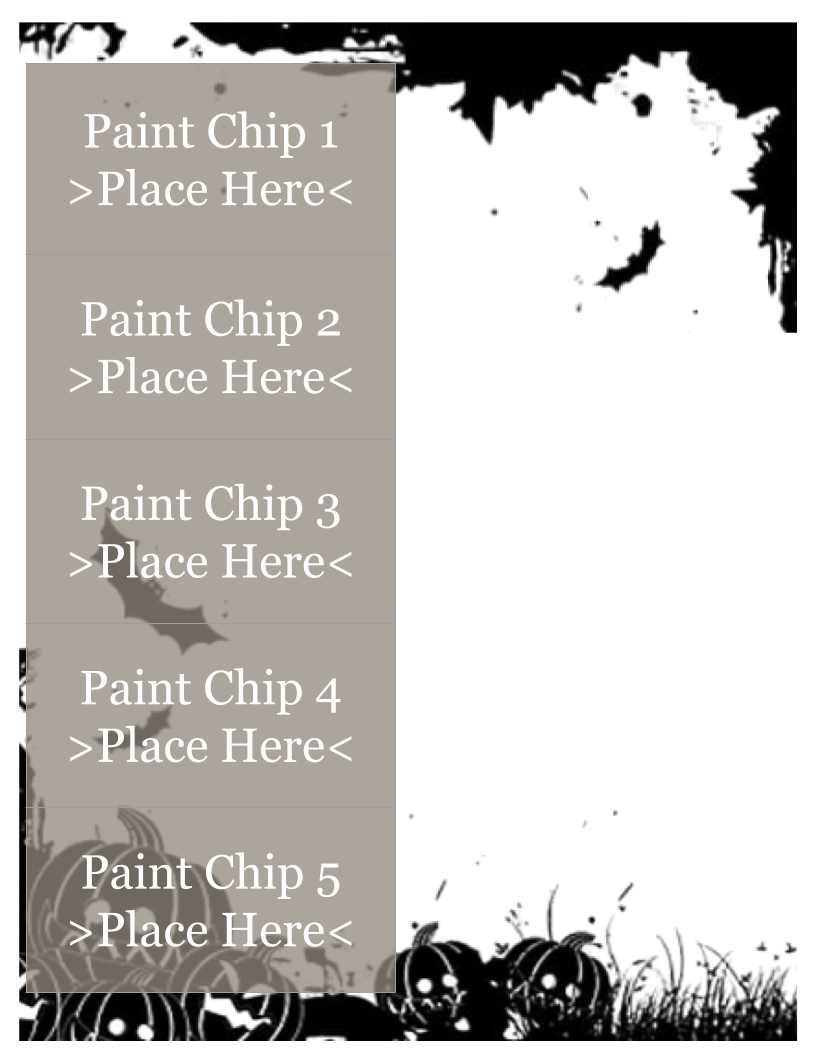 Paint Chip 1
>Place Here<
Paint Chip 2
>Place Here<
Paint Chip 3
>Place Here<
Paint Chip 4
>Place Here<
Paint Chip 5
>Place Here<